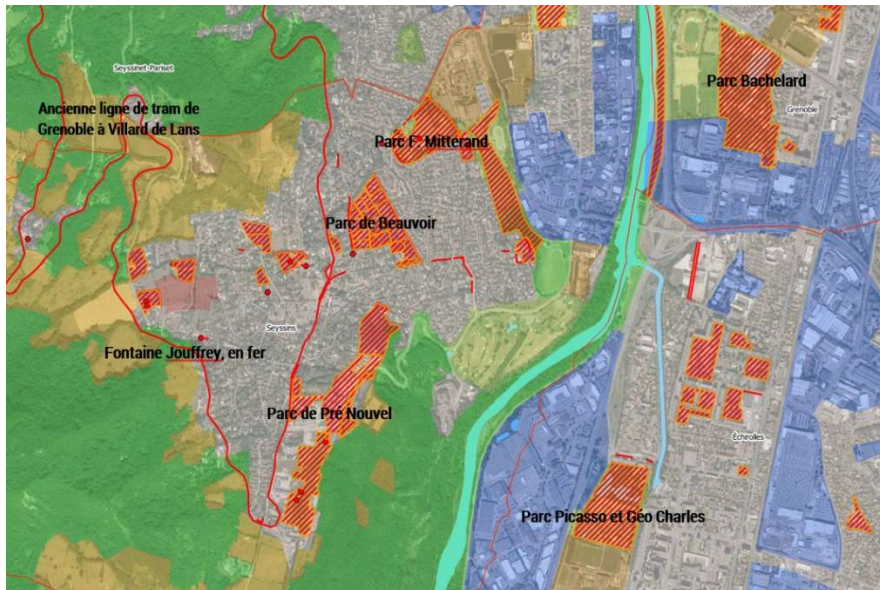 Seyssinet-Pariset
Ancienne ligne de tram de
Grenoble à Villard de Lans
Parc Bachelard
Grenoble
Parc F. Mitterand
Parc de Beauvoir
Seyssins
Fontaine Jouffrey, en fer
Parc de Pré Nouvel
Échirolles
Parc Picasso et Géo Charles